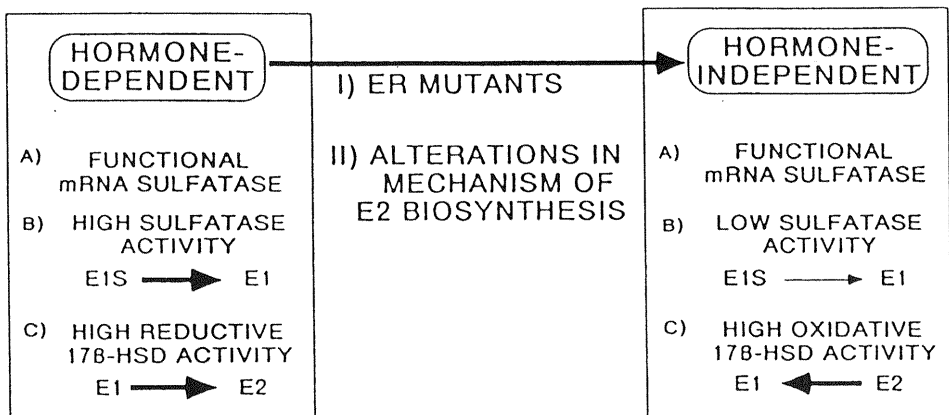 HORMONE-
DEPENDENT
A) FUNCTIONAL
mRNA SULFATASE
B) HIGH SULFATASE
ACTIVITY
E1S E1
C) HIGH REDUCTIVE
17B-HSD ACTIVITY
E1 E2
I) ER MUTANTS
II) ALTERATIONS IN
MECHANISM OF
E2 BIOSYNTHESIS
HORMONE-
INDEPENDENT
A) FUNCTIONAL
mRNA SULFATASE
B) LOW SULFATASE
ACTIVITY
E1S E1
C) HIGH OXIDATIVE
17B-HSD ACTIVITY
E1 E2